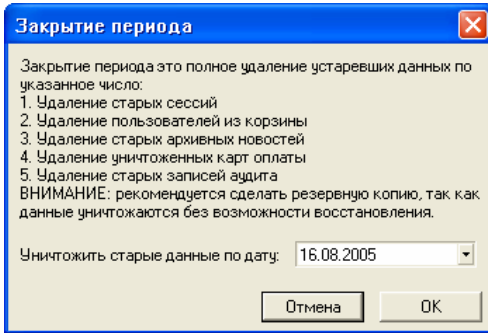 Закрытие периода
Закрытие периода это полное удаление устаревших данных по
указанное число:
1. Удаление старых сессий
2. Удаление пользователей из корзины
3. Удаление старых архивных новостей
4. Удаление уничтоженных карт оплаты
5. Удаление старых записей аудита
ВНИМАНИЕ: рекомендуется сделать резервную копию, так как
данные уничтожаются без возможности восстановления.
Уничтожить старые данные по дату: 16.08.2005
Отмена OK